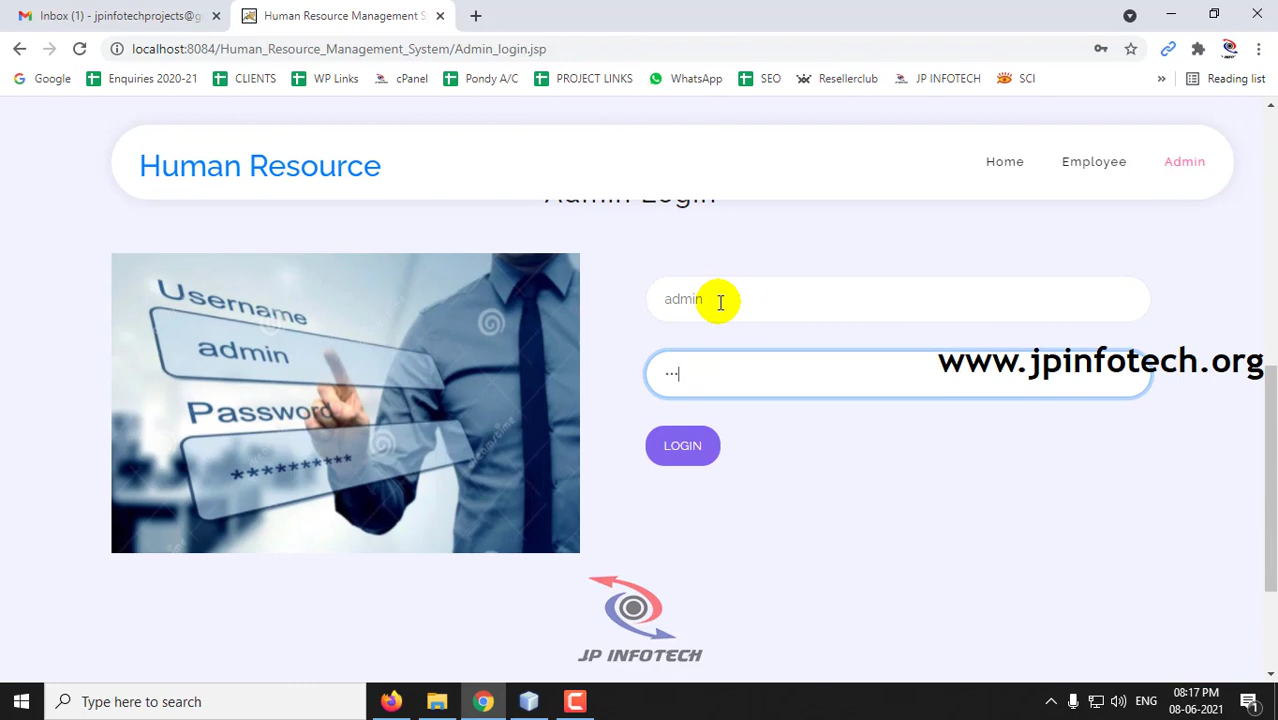 Inbox (1) - jpinfotechprojects@g
Human Resource Management S
localhost:8084/Human_Resource_Management_System/Admin_login.jsp
Google
Enquiries 2020-21
CLIENTS
WP Links
cPanel
Pondy A/C
PROJECT LINKS
WhatsApp
SEO
Resellerclub
JP INFOTECH
SCI
»
Reading list
Human Resource
Home
Employee
Admin
Admin Login
Username
admin
Password
**********
dreamstime
admin
···
www.jpinfotech.org
LOGIN
JP INFOTECH
Type here to search
ENG
08:17 PM
08-06-2021
1